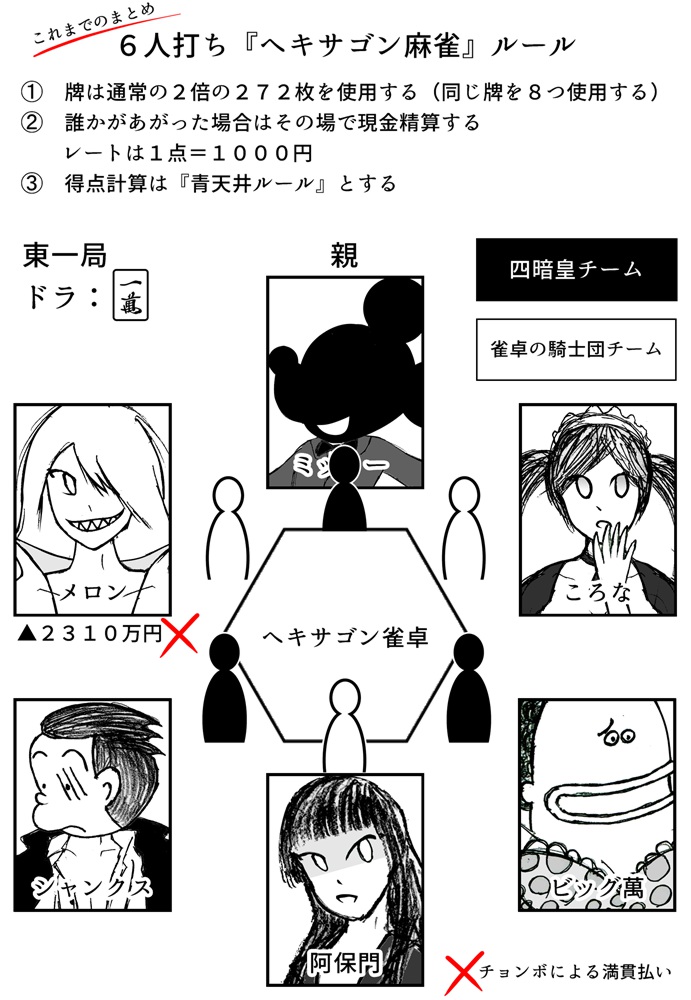 これまでのまとめ
６人打ち『ヘキサゴン麻雀』ルール
① 牌は通常の２倍の２７２枚を使用する（同じ牌を８つ使用する）
② 誰かがあがった場合はその場で現金精算する
レートは１点＝１０００円
③ 得点計算は『青天井ルール』とする
東一局
ドラ：一萬
親
四暗皇チーム
雀卓の騎士団チーム
ミッ
ー
メロン
ころな
▲２３１０万円
ヘキサゴン雀卓
シャンクス
阿保門
ビッグ萬
チョンボによる満貫払い